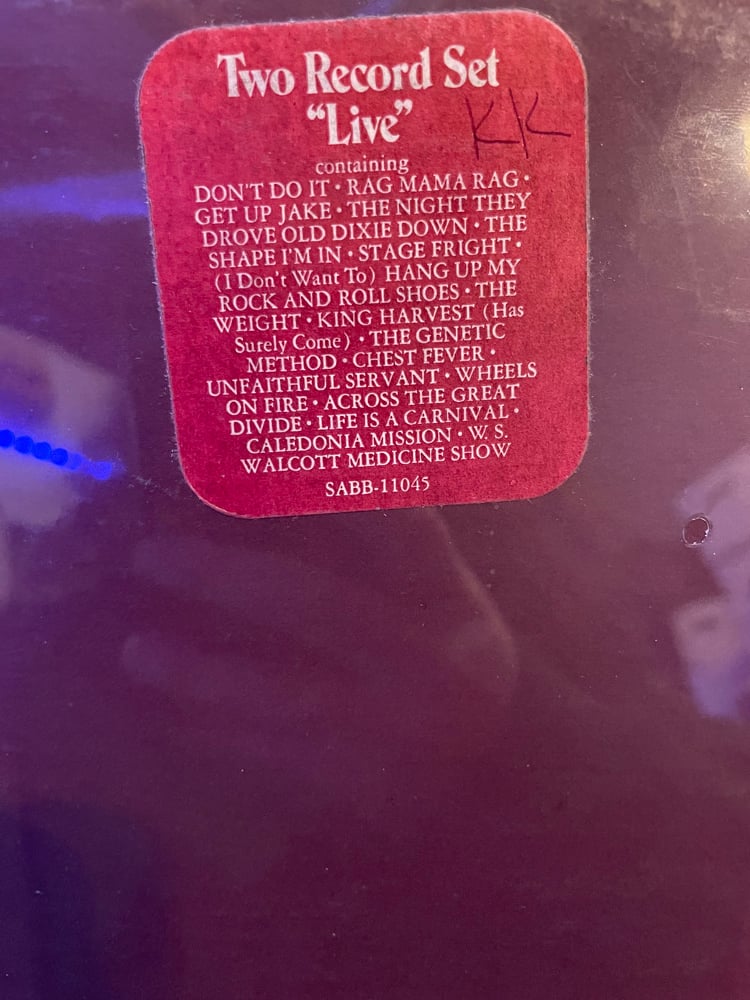 Two Record Set
“Live”
KK
containing
DON'T DO IT • RAG MAMA RAG •
GET UP JAKE • THE NIGHT THEY
DROVE OLD DIXIE DOWN • THE
SHAPE I'M IN • STAGE FRIGHT •
(I Don't Want To) HANG UP MY
ROCK AND ROLL SHOES • THE
WEIGHT • KING HARVEST (Has
Surely Come) • THE GENETIC
METHOD • CHEST FEVER •
UNFAITHFUL SERVANT • WHEELS
ON FIRE • ACROSS THE GREAT
DIVIDE • LIFE IS A CARNIVAL •
CALEDONIA MISSION • W. S.
WALCOTT MEDICINE SHOW
SABB-11045